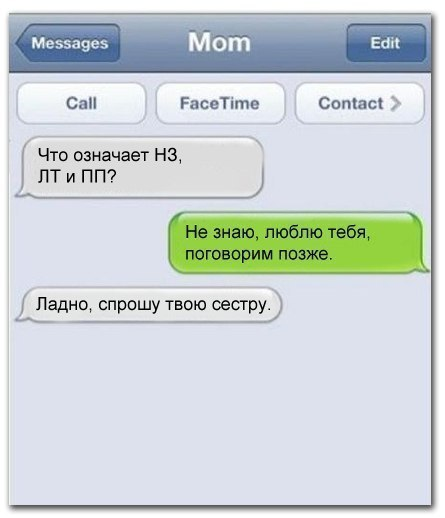 Messages
Mom
Edit
Call
FaceTime
Contact
Что означает НЗ,
ЛТ и ПП?
Не знаю, люблю тебя,
поговорим позже.
Ладно, спрошу твою сестру.